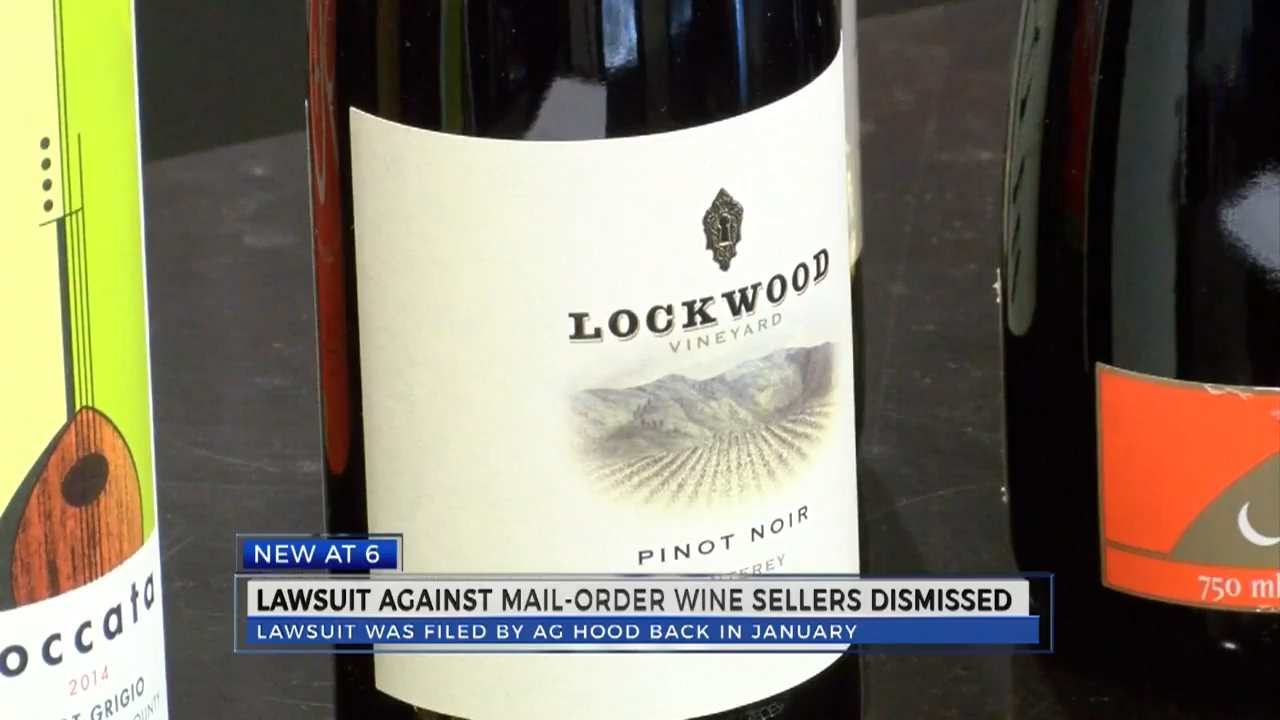 LOCKWOOD
VINEYARD
PINOT NOIR
occata
2014
GRIGIO
750 ml
NEW AT 6
LAWSUIT AGAINST MAIL-ORDER WINE SELLERS DISMISSED
LAWSUIT WAS FILED BY AG HOOD BACK IN JANUARY